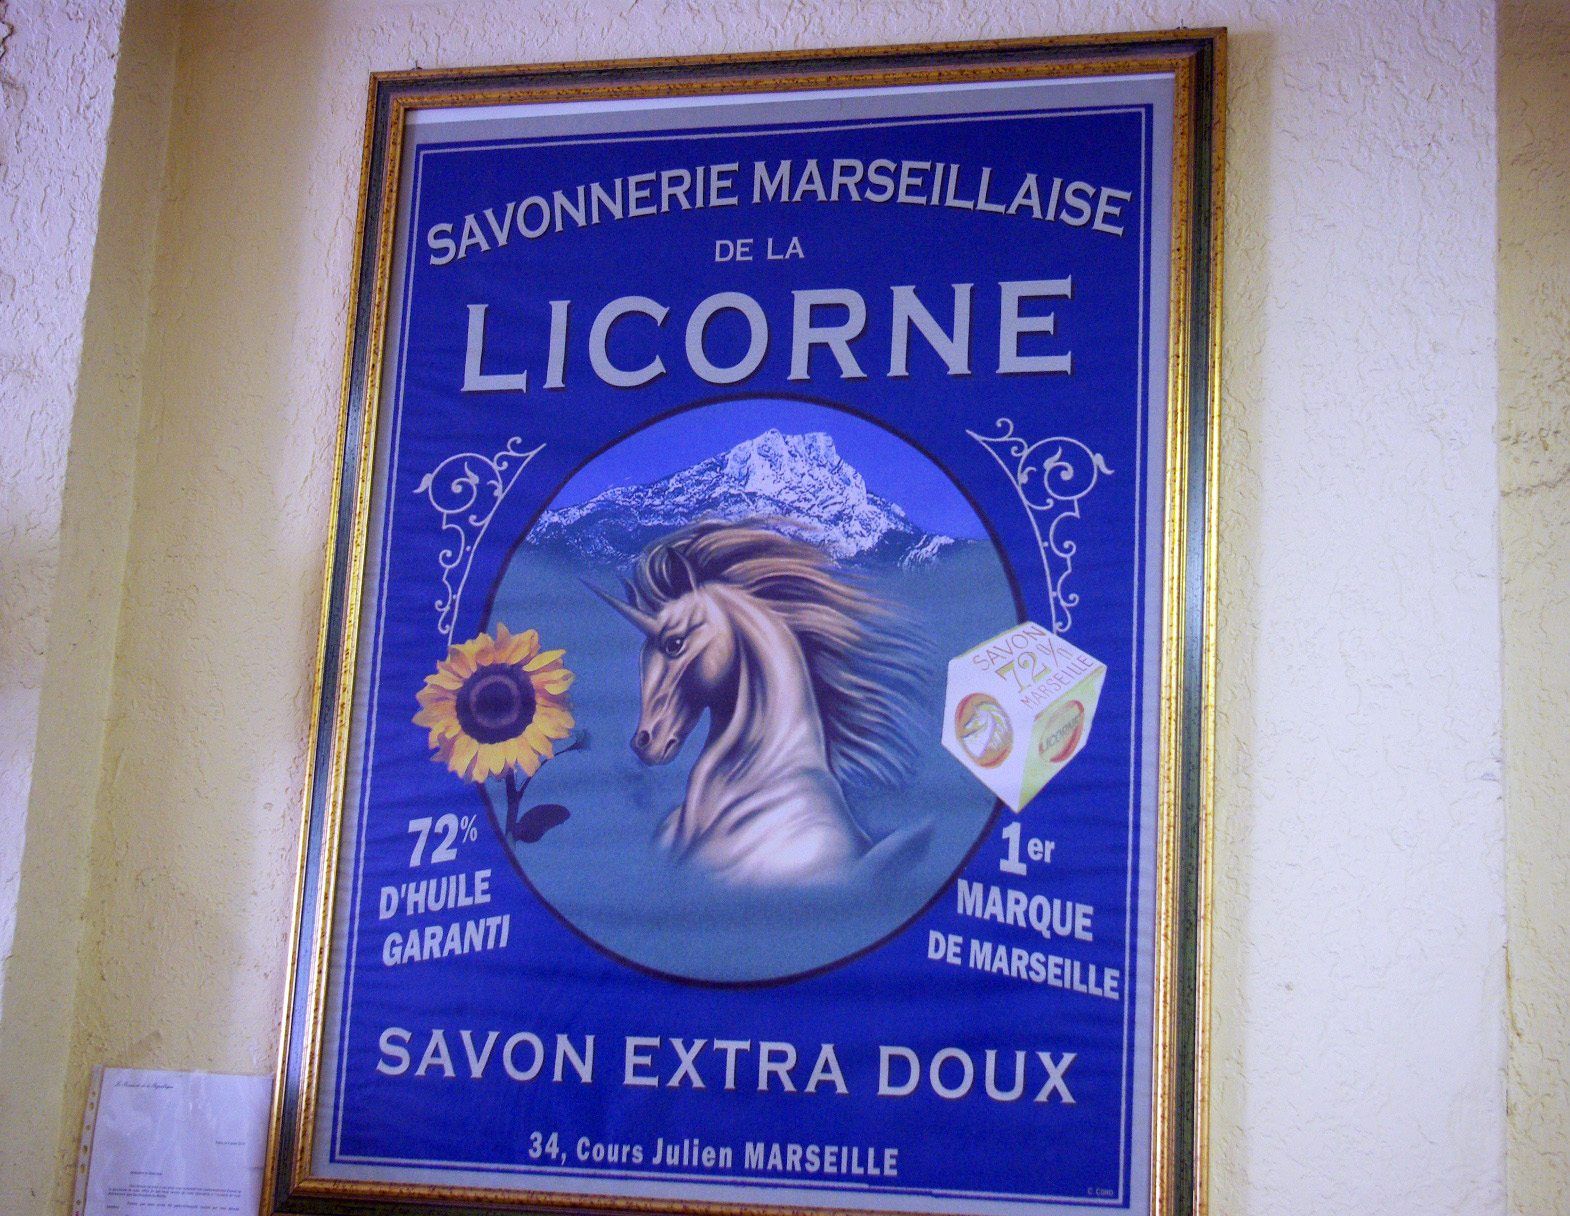 SAVONNERIE MARSEILLAISE
DE LA
LICORNE
SAVON
72%
MARSEILLE
LICORNE
72%
D'HUILE
GARANTI
1er
MARQUE
DE MARSEILLE
SAVON EXTRA DOUX
34, Cours Julien MARSEILLE